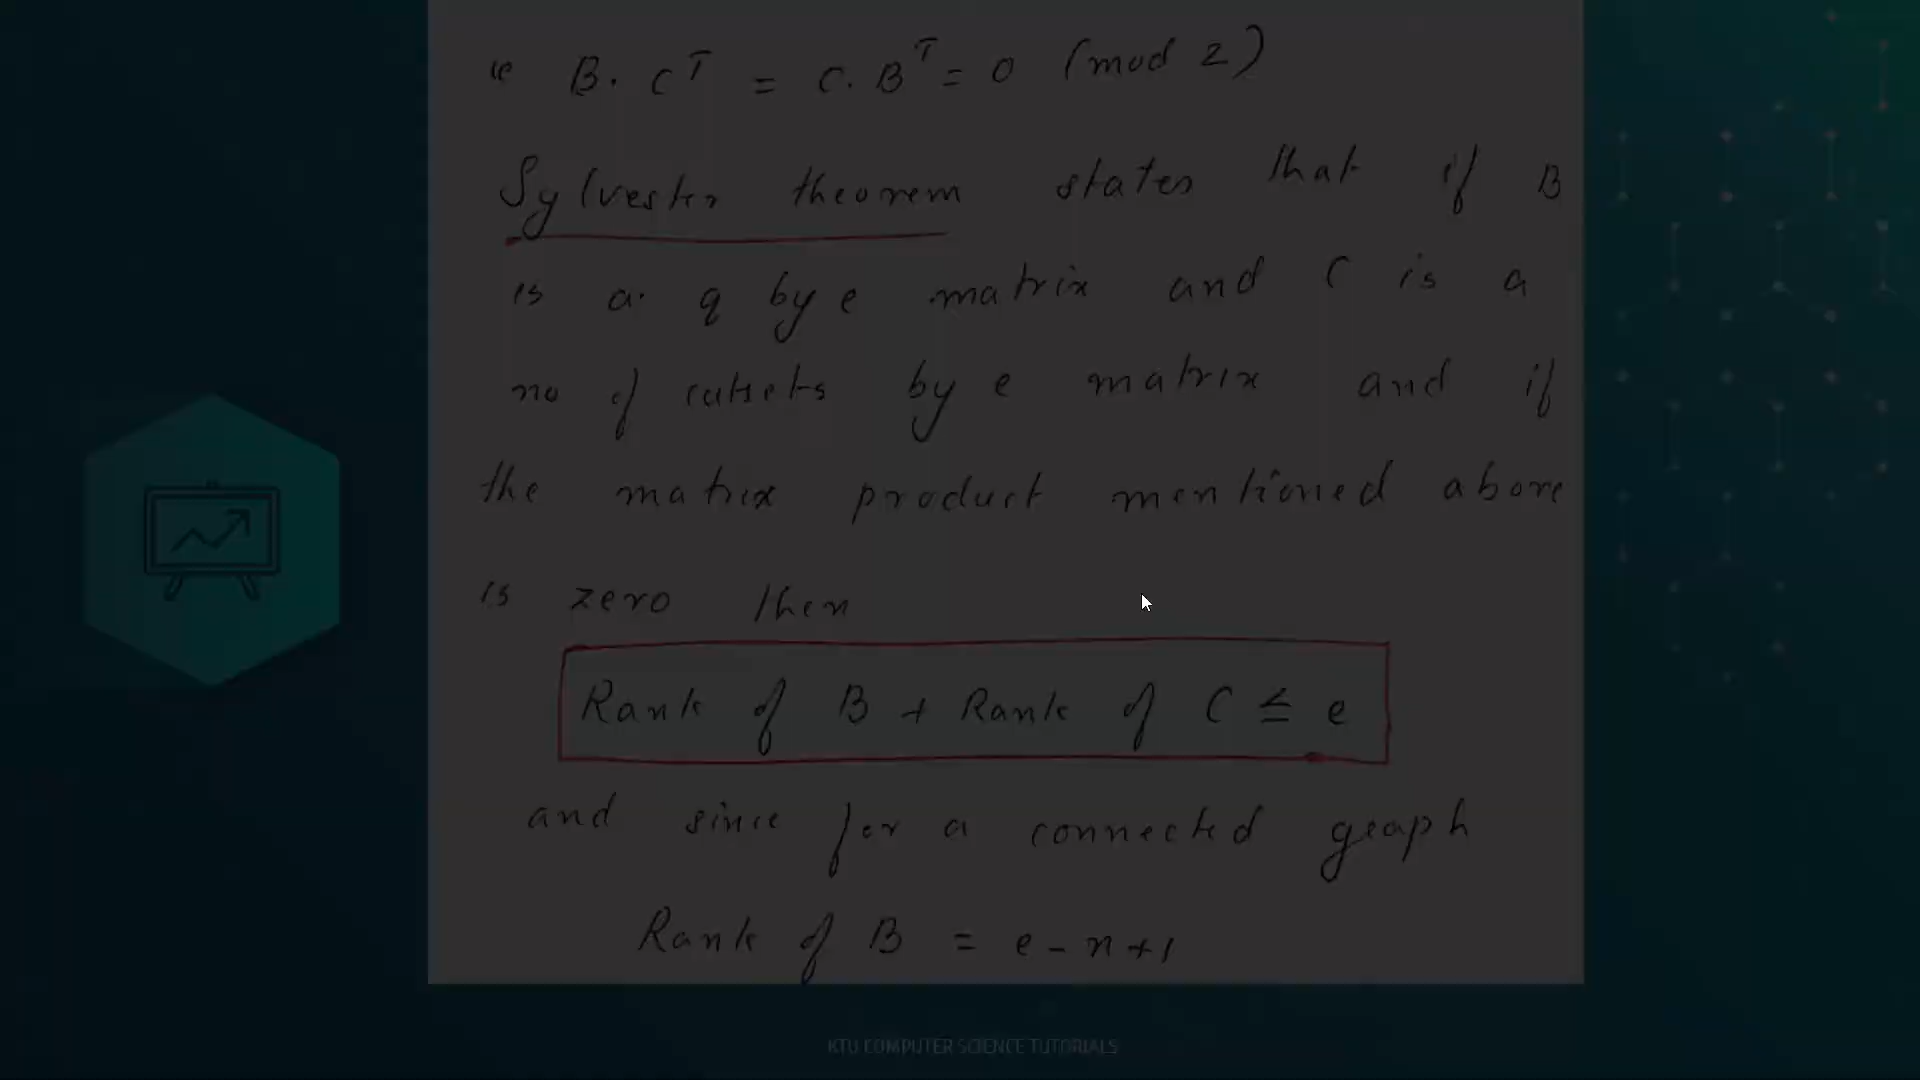 ie B. C^T = C. B^T = 0 (mod 2)
Sylvester theorem states that if B
is a q by e matrix and C is a
no of cutsets by e matrix and if
the matrix product mentioned above
is zero then
Rank of B + Rank of C ≤ e
and since for a connected graph
Rank of B = e - n + 1
KTU COMPUTER SCIENCE TUTORIALS